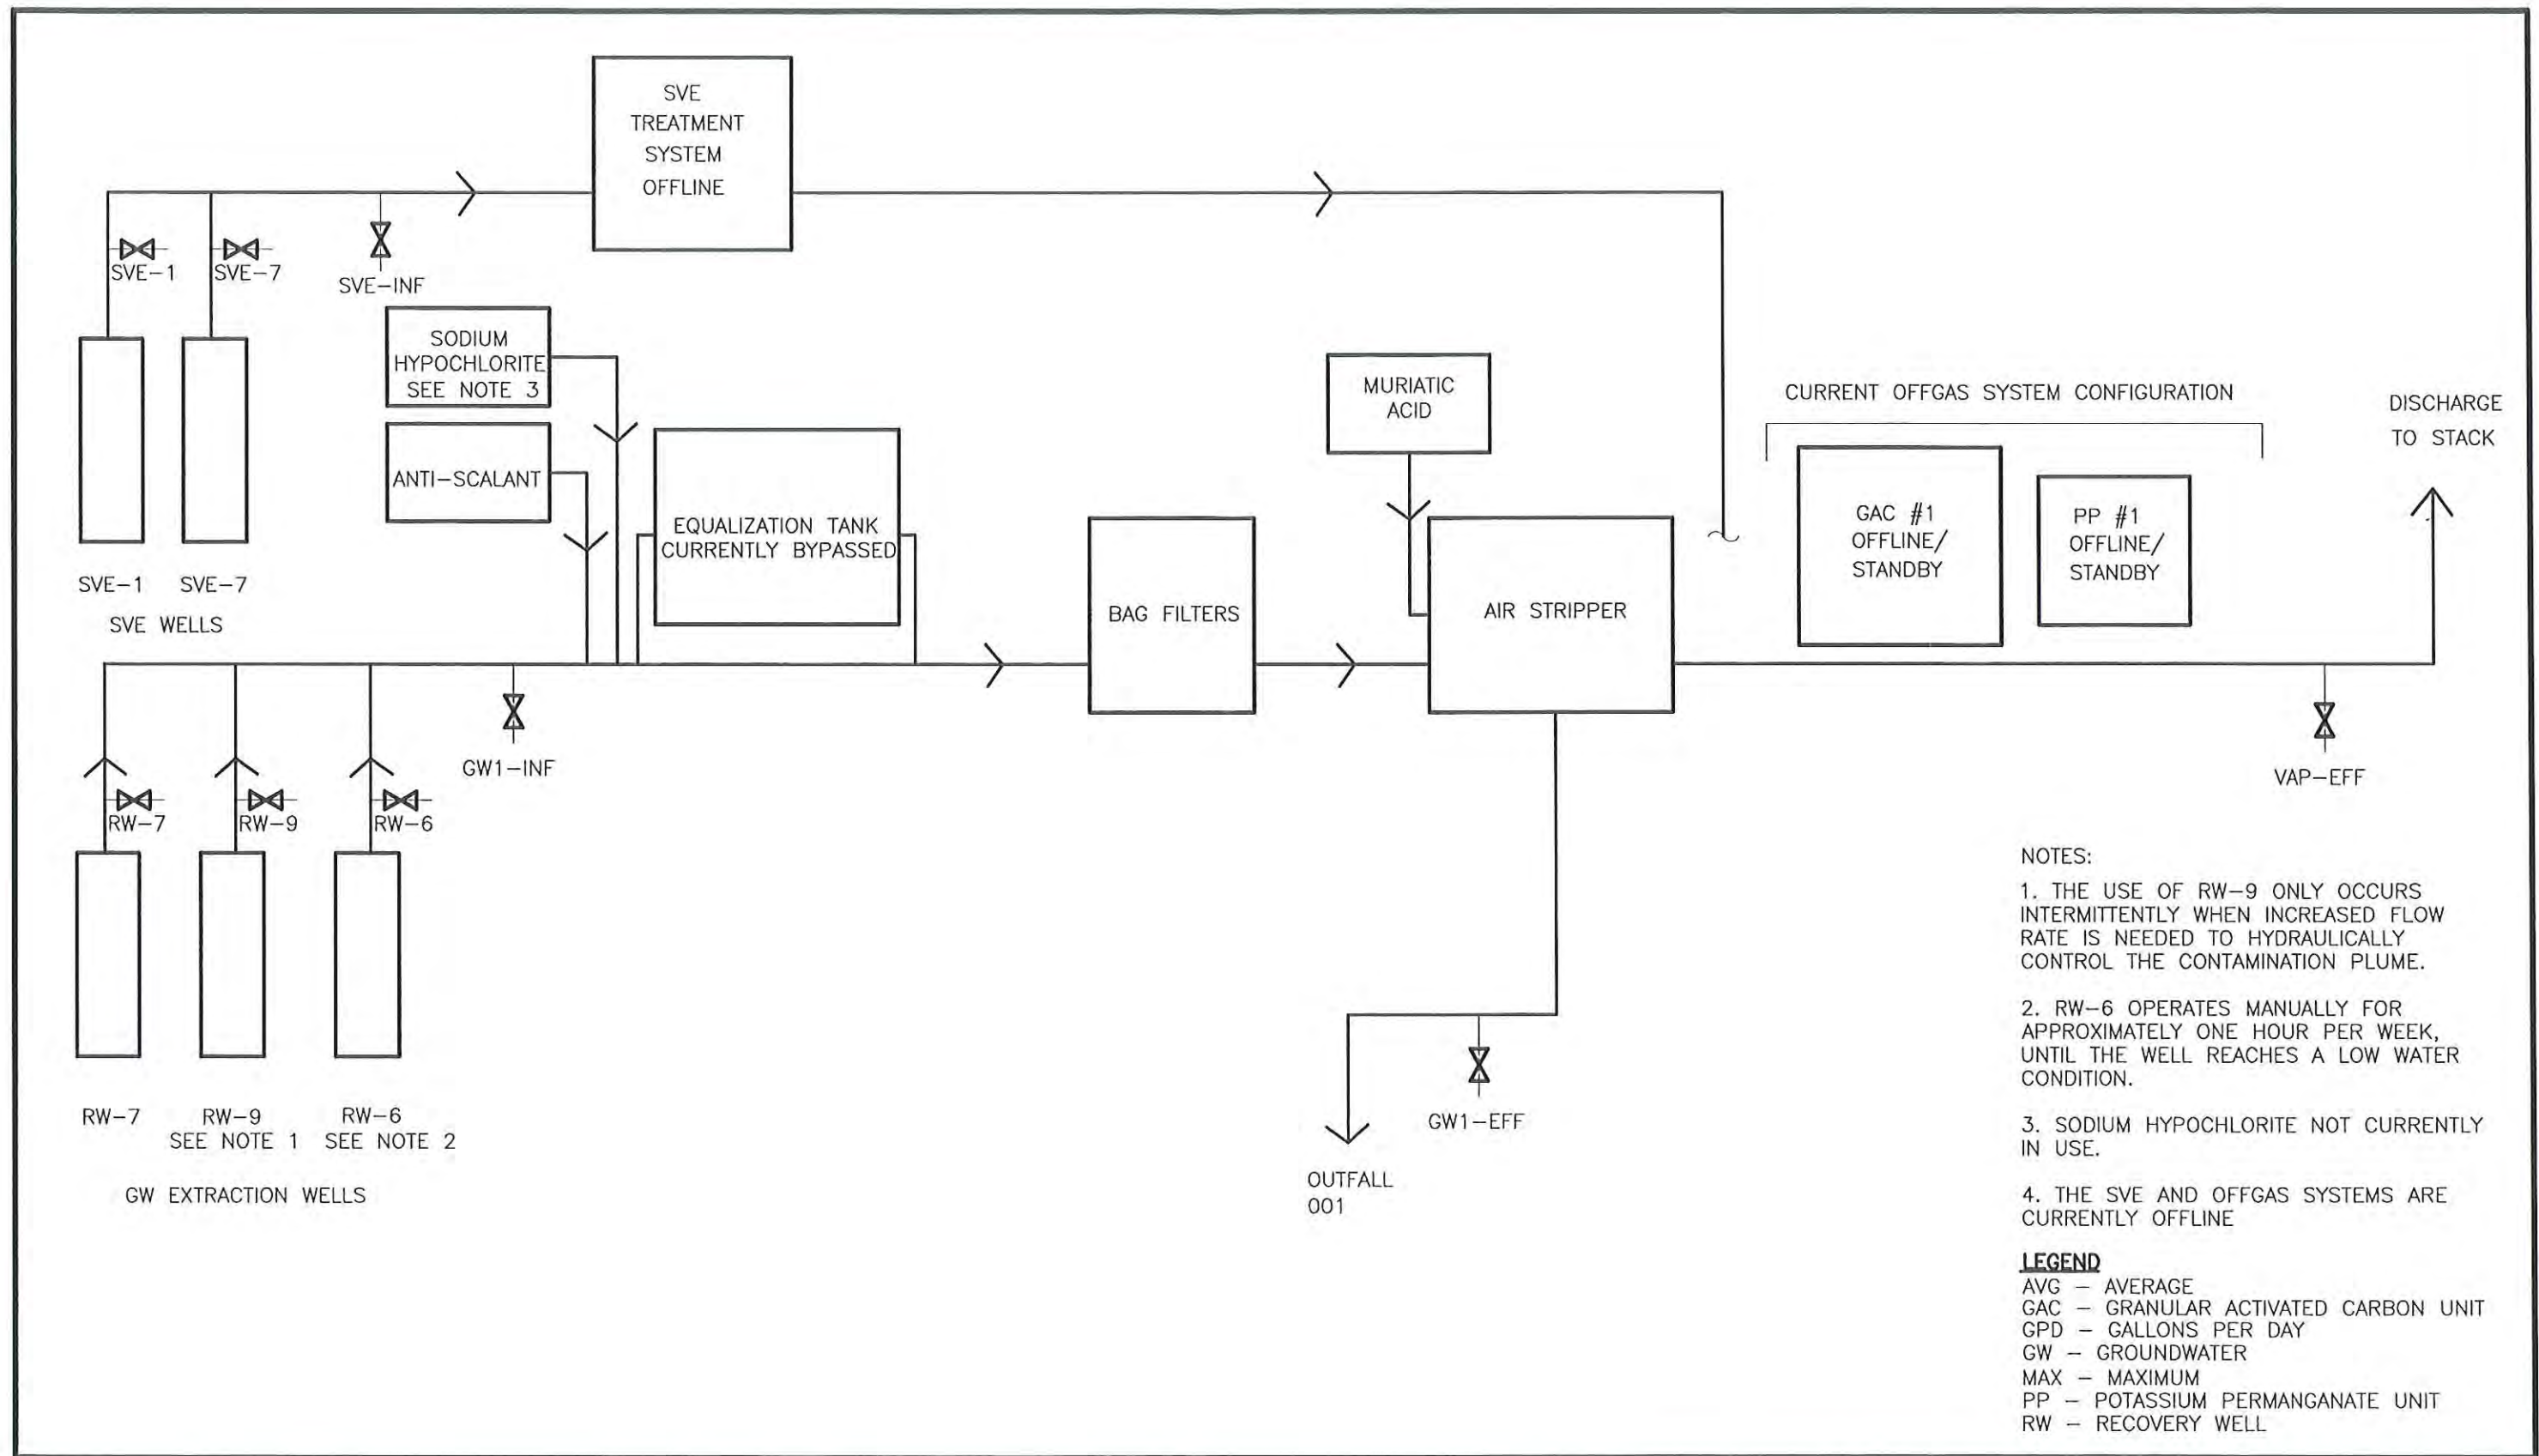 SVE
TREATMENT
SYSTEM
OFFLINE
SVE-1
SVE-7
SVE-INF
SODIUM
HYPOCHLORITE
SEE NOTE 3
ANTI-SCALANT
EQUALIZATION TANK
CURRENTLY BYPASSED
MURIATIC
ACID
CURRENT OFFGAS SYSTEM CONFIGURATION
DISCHARGE
TO STACK
GAC #1
OFFLINE/
STANDBY
PP #1
OFFLINE/
STANDBY
SVE-1
SVE-7
SVE WELLS
BAG FILTERS
AIR STRIPPER
GW1-INF
VAP-EFF
RW-7
RW-9
RW-6
RW-7
RW-9
SEE NOTE 1
RW-6
SEE NOTE 2
GW EXTRACTION WELLS
GW1-EFF
OUTFALL
001
NOTES:
1. THE USE OF RW-9 ONLY OCCURS
INTERMITTENTLY WHEN INCREASED FLOW
RATE IS NEEDED TO HYDRAULICALLY
CONTROL THE CONTAMINATION PLUME.
2. RW-6 OPERATES MANUALLY FOR
APPROXIMATELY ONE HOUR PER WEEK,
UNTIL THE WELL REACHES A LOW WATER
CONDITION.
3. SODIUM HYPOCHLORITE NOT CURRENTLY
IN USE.
4. THE SVE AND OFFGAS SYSTEMS ARE
CURRENTLY OFFLINE
LEGEND
AVG - AVERAGE
GAC - GRANULAR ACTIVATED CARBON UNIT
GPD - GALLONS PER DAY
GW - GROUNDWATER
MAX - MAXIMUM
PP - POTASSIUM PERMANGANATE UNIT
RW - RECOVERY WELL